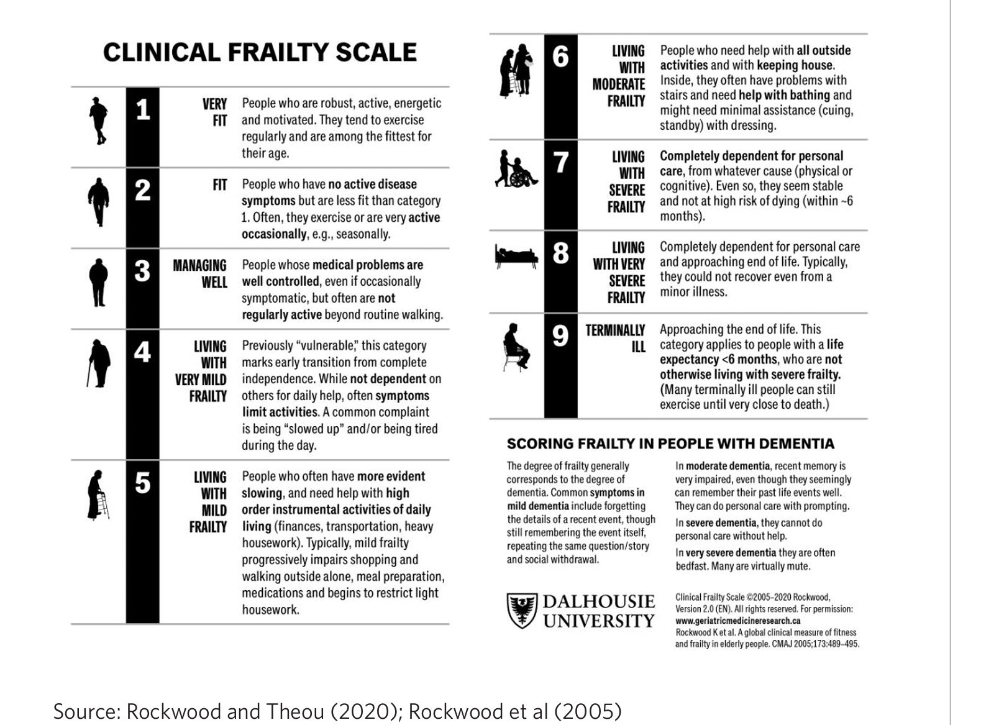 CLINICAL FRAILTY SCALE
1
VERY
FIT
People who are robust, active, energetic
and motivated. They tend to exercise
regularly and are among the fittest for
their age.
2
FIT
People who have no active disease
symptoms but are less fit than category
1. Often, they exercise or are very active
occasionally, e.g., seasonally.
3
MANAGING
WELL
People whose medical problems are
well controlled, even if occasionally
symptomatic, but often are not
regularly active beyond routine walking.
4
LIVING
WITH
VERY MILD
FRAILTY
Previously “vulnerable,” this category
marks early transition from complete
independence. While not dependent on
others for daily help, often symptoms
limit activities. A common complaint
is being “slowed up” and/or being tired
during the day.
5
LIVING
WITH
MILD
FRAILTY
People who often have more evident
slowing, and need help with high
order instrumental activities of daily
living (finances, transportation, heavy
housework). Typically, mild frailty
progressively impairs shopping and
walking outside alone, meal preparation,
medications and begins to restrict light
housework.
6
LIVING
WITH
MODERATE
FRAILTY
People who need help with all outside
activities and with keeping house.
Inside, they often have problems with
stairs and need help with bathing and
might need minimal assistance (cuing,
standby) with dressing.
7
LIVING
WITH
SEVERE
FRAILTY
Completely dependent for personal
care, from whatever cause (physical or
cognitive). Even so, they seem stable
and not at high risk of dying (within ~6
months).
8
LIVING
WITH VERY
SEVERE
FRAILTY
Completely dependent for personal care
and approaching end of life. Typically,
they could not recover even from a
minor illness.
9
TERMINALLY
ILL
Approaching the end of life. This
category applies to people with a life
expectancy <6 months, who are not
otherwise living with severe frailty.
(Many terminally ill people can still
exercise until very close to death.)
SCORING FRAILTY IN PEOPLE WITH DEMENTIA
The degree of frailty generally
corresponds to the degree of
dementia. Common symptoms in
mild dementia include forgetting
the details of a recent event, though
still remembering the event itself,
repeating the same question/story
and social withdrawal.
In moderate dementia, recent memory is
very impaired, even though they seemingly
can remember their past life events well.
They can do personal care with prompting.
In severe dementia, they cannot do
personal care without help.
In very severe dementia they are often
bedfast. Many are virtually mute.
DALHOUSIE
UNIVERSITY
Clinical Frailty Scale ©2005–2020 Rockwood,
Version 2.0 (EN). All rights reserved. For permission:
www.geriatricmedicineresearch.ca
Rockwood K et al. A global clinical measure of fitness
and frailty in elderly people. CMAJ 2005;173:489–495.
Source: Rockwood and Theou (2020); Rockwood et al (2005)